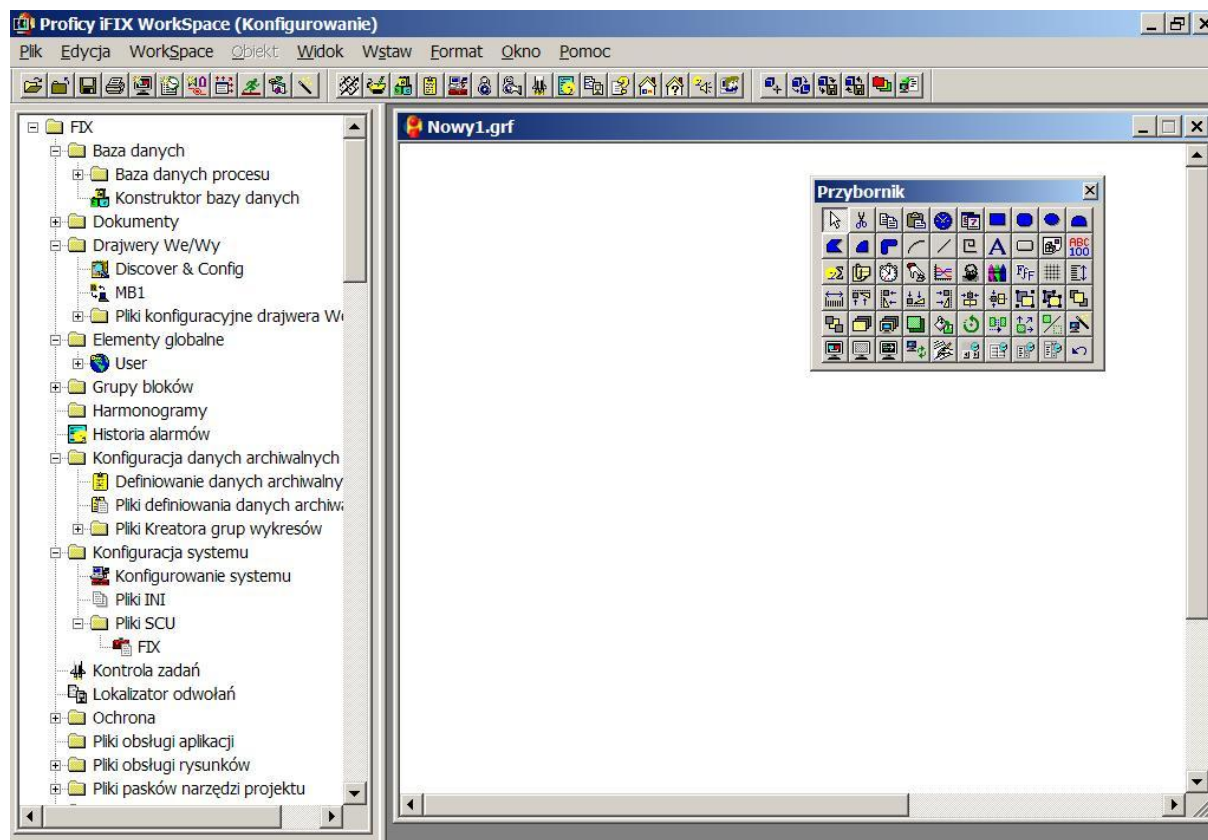 Proficy iFIX WorkSpace (Konfigurowanie)
Plik Edycja WorkSpace Obiekt Widok Wstaw Format Okno Pomoc
FIX
Baza danych
Baza danych procesu
Konstruktor bazy danych
Dokumenty
Drajwery We/Wy
Discover & Config
MB1
Pliki konfiguracyjne drajwera We
Elementy globalne
User
Grupy bloków
Harmonogramy
Historia alarmów
Konfiguracja danych archiwalnych
Definiowanie danych archiwalny
Pliki definiowania danych archiwa
Pliki Kreatora grup wykresów
Konfiguracja systemu
Konfigurowanie systemu
Pliki INI
Pliki SCU
FIX
Kontrola zadań
Lokalizator odwołań
Ochrona
Pliki obsługi aplikacji
Pliki obsługi rysunków
Pliki pasków narzędzi projektu
Nowy1.grf
Przybornik
A
ABC
100